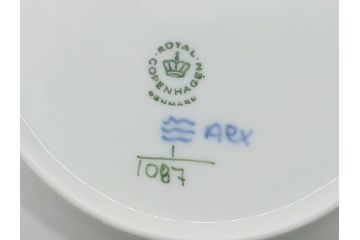 ROYAL
COPENHAGEN
DENMARK
ARX
1
1087